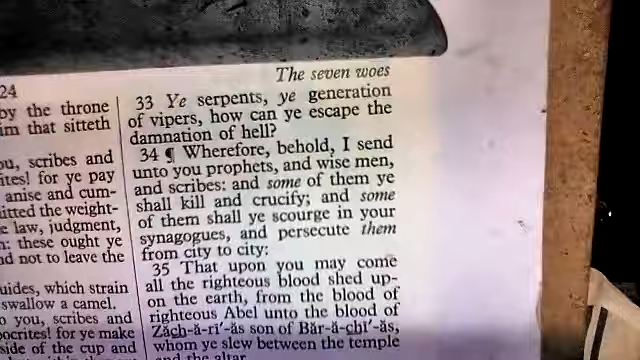 24
The seven woes
by the throne
im that sitteth
ou, scribes and
ites! for ye pay
anise and cum-
itted the weight-
e law, judgment,
n: these ought ye
nd not to leave the
uides, which strain
swallow a camel.
o you, scribes and
pocrites! for ye make
side of the cup and
33 Ye serpents, ye generation
of vipers, how can ye escape the
damnation of hell?
34 ¶ Wherefore, behold, I send
unto you prophets, and wise men,
and scribes: and some of them ye
shall kill and crucify; and some
of them shall ye scourge in your
synagogues, and persecute them
from city to city:
35 That upon you may come
all the righteous blood shed up-
on the earth, from the blood of
righteous Abel unto the blood of
Zăch-ă-rī′-ăs son of Băr-ă-chī′-ăs,
whom ye slew between the temple
and the altar.